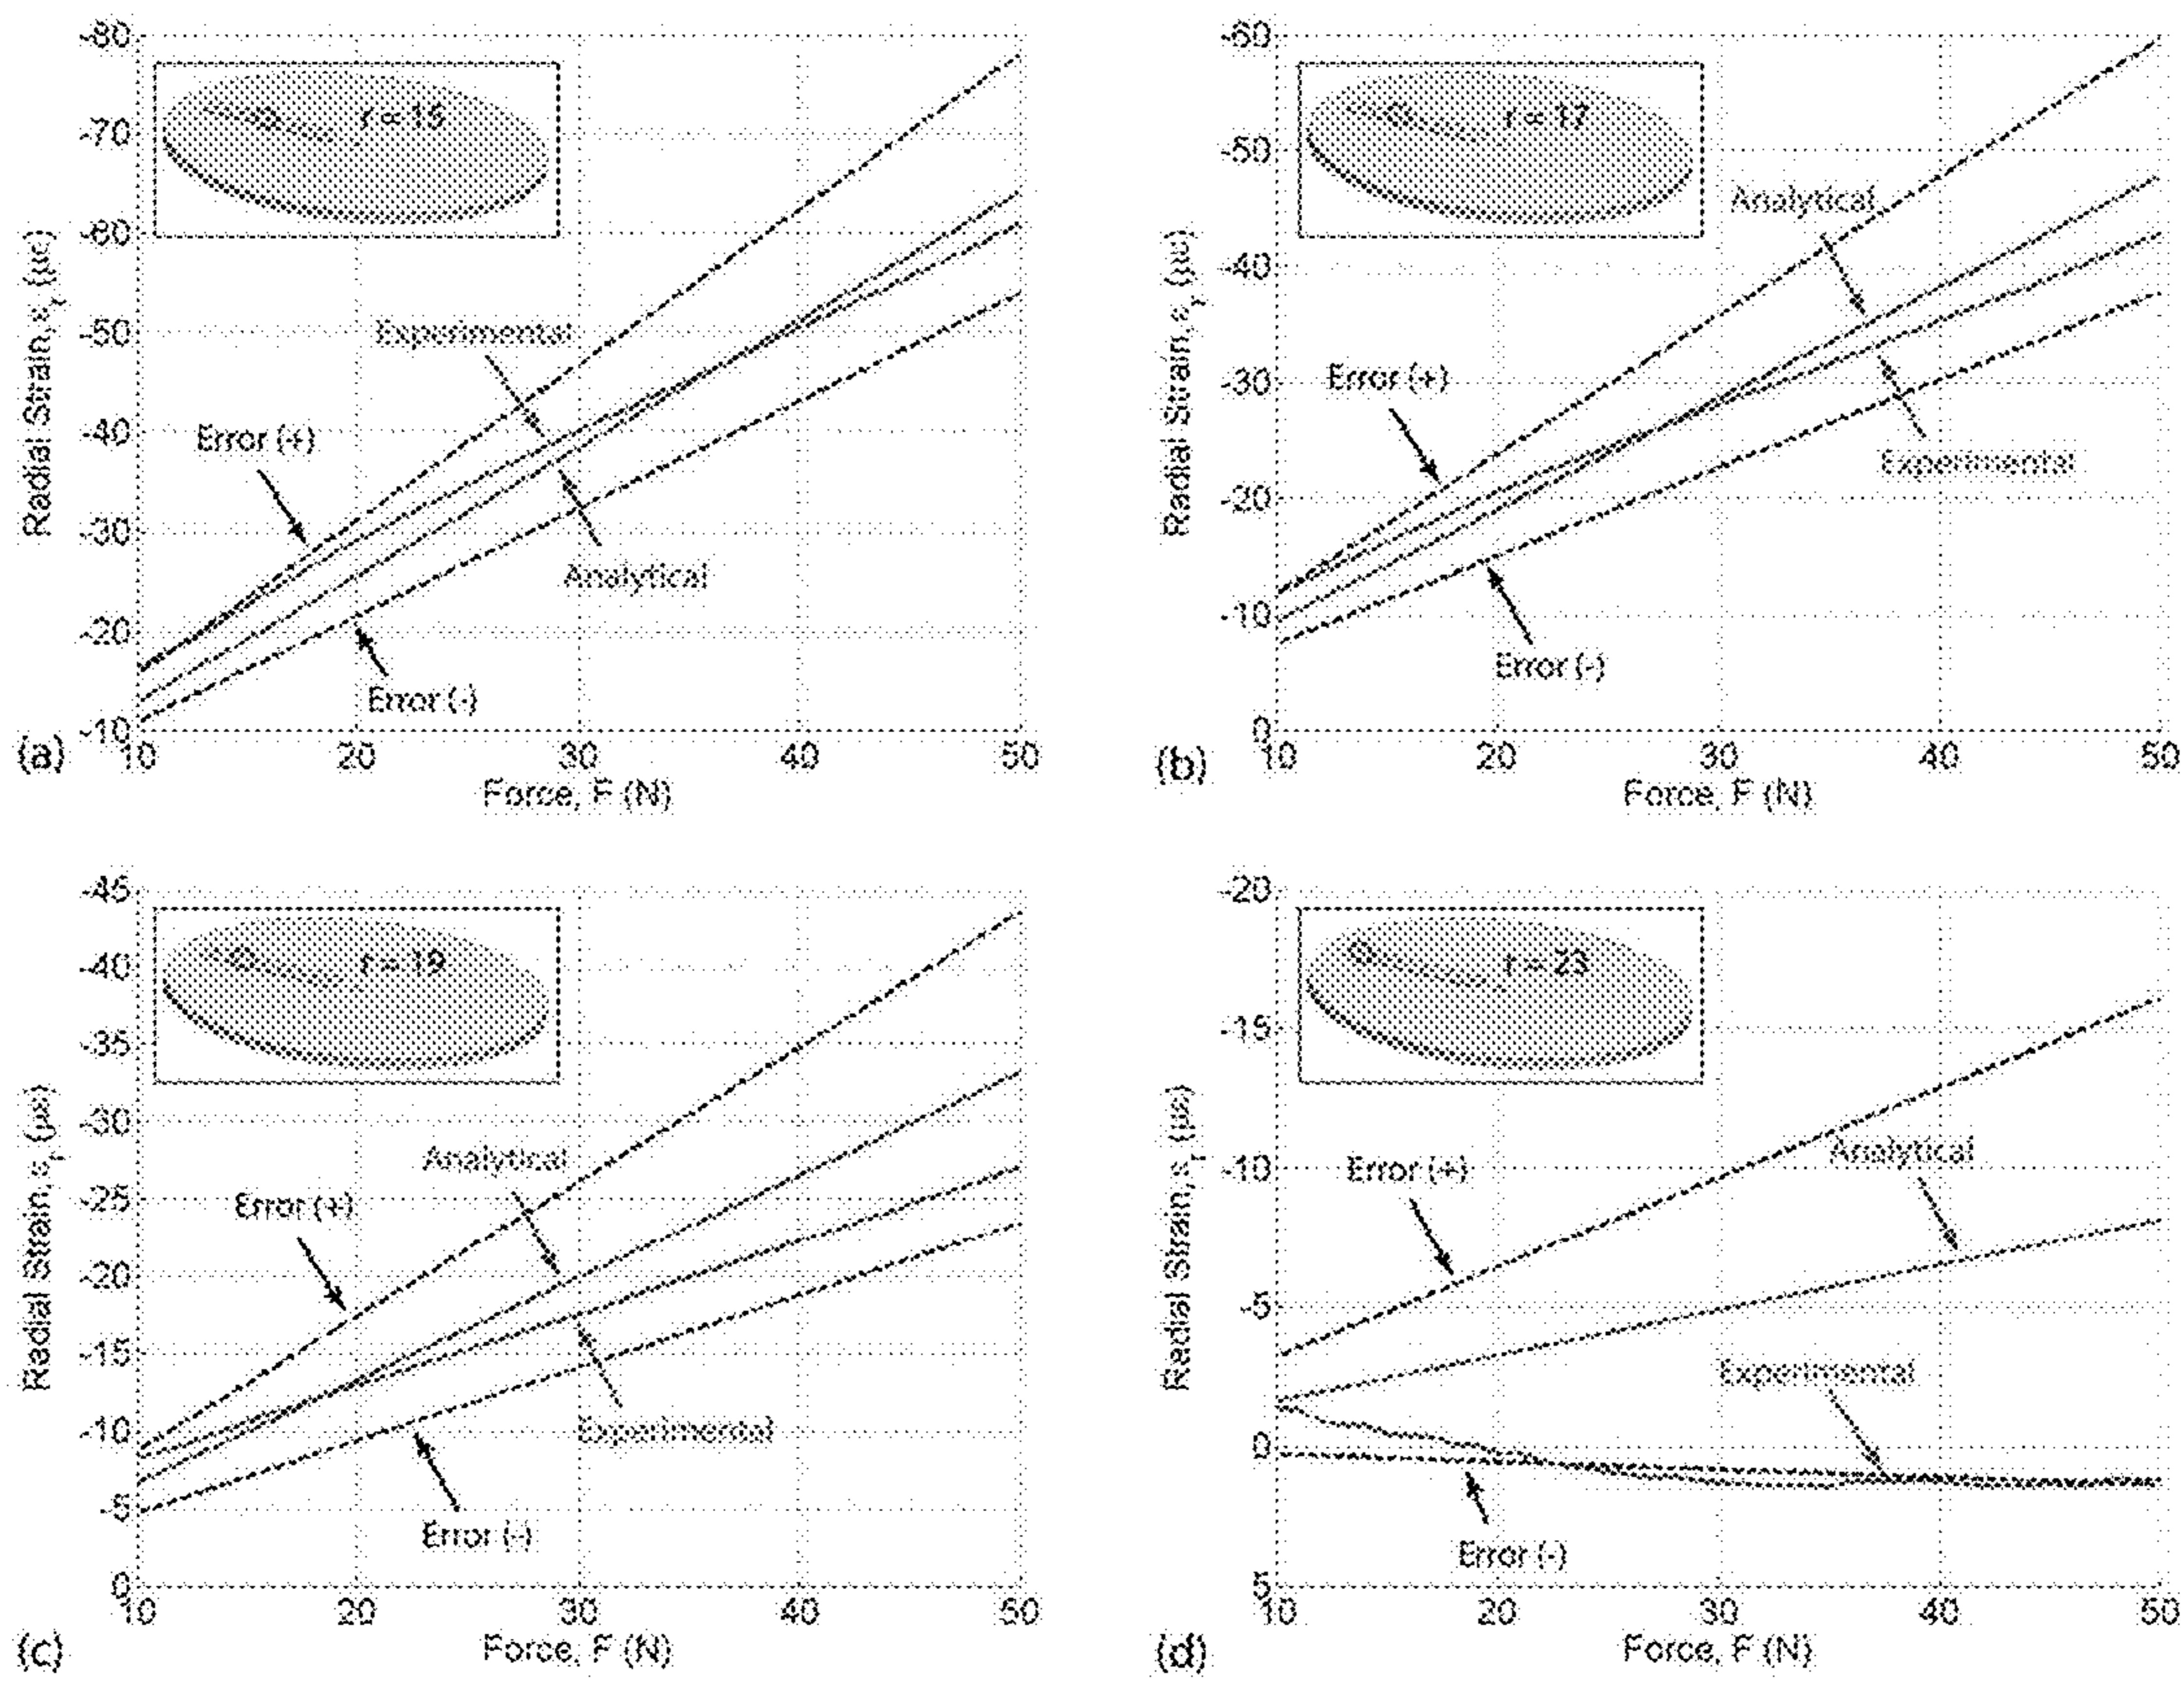 -80
-70
-60
-50
-40
-30
-20
-10
10
20
30
40
50
Radial Strain, εr (με)
Force, F (N)
r = 15
Experimental
Error (+)
Analytical
Error (-)
(a)
-60
-50
-40
-30
-20
-10
0
10
20
30
40
50
Radial Strain, εr (με)
Force, F (N)
r = 17
Analytical
Error (+)
Experimental
Error (-)
(b)
-45
-40
-35
-30
-25
-20
-15
-10
-5
0
10
20
30
40
50
Radial Strain, εr (με)
Force, F (N)
r = 19
Analytical
Error (+)
Experimental
Error (-)
(c)
-20
-15
-10
-5
0
5
10
20
30
40
50
Radial Strain, εr (με)
Force, F (N)
r = 23
Error (+)
Analytical
Experimental
Error (-)
(d)